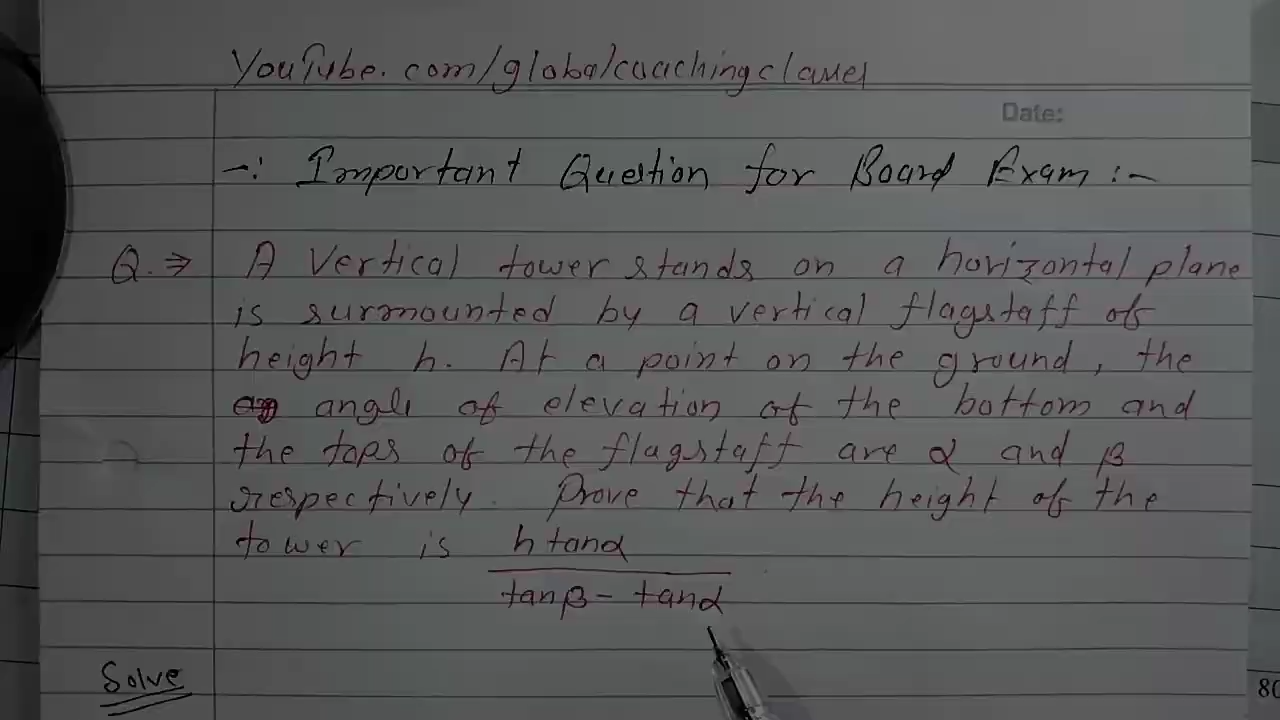 YouTube.com/globalcoachingclasses
Date:
-: Important Question for Board Exam :-
Q. ⇒ A vertical tower stands on a horizontal plane
is surmounted by a vertical flagstaff of
height h. At a point on the ground, the
angle of elevation of the bottom and
the tops of the flagstaff are α and β
respectively. Prove that the height of the
tower is h tanα
tanβ - tanα
Solve